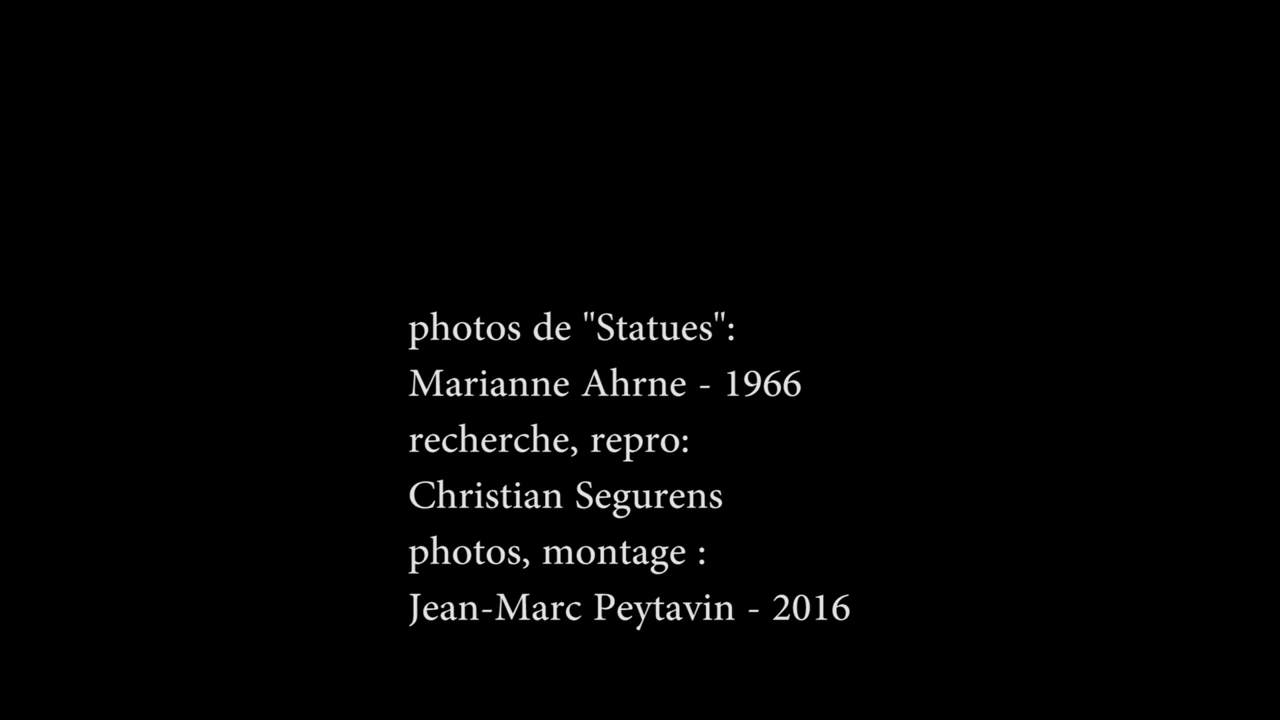 photos de "Statues":
Marianne Ahrne - 1966
recherche, repro:
Christian Segurens
photos, montage :
Jean-Marc Peytavin - 2016